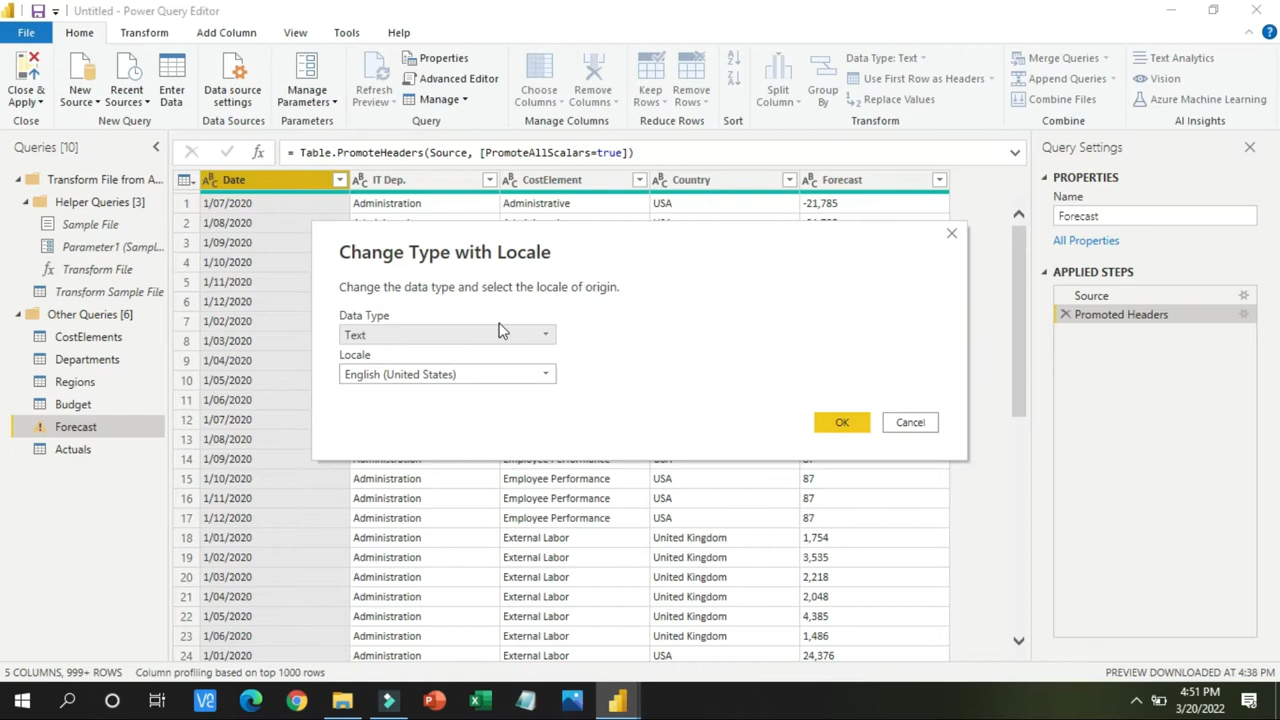 Untitled - Power Query Editor
File Home Transform Add Column View Tools Help
Close & Apply
New Source
Recent Sources
Enter Data
Data source settings
Manage Parameters
Refresh Preview
Properties
Advanced Editor
Manage
Choose Columns
Remove Columns
Keep Rows
Remove Rows
Split Column
Group By
Data Type: Text
Use First Row as Headers
Replace Values
Merge Queries
Append Queries
Combine Files
Text Analytics
Vision
Azure Machine Learning
Close New Query Data Sources Parameters Query Manage Columns Reduce Rows Sort Transform Combine AI Insights
Queries [10]
Transform File from A...
Helper Queries [3]
Sample File
Parameter1 (Sampl...
Transform File
Transform Sample File
Other Queries [6]
CostElements
Departments
Regions
Budget
Forecast
Actuals
= Table.PromoteHeaders(Source, [PromoteAllScalars=true])
Date IT Dep. CostElement Country Forecast
1 1/07/2020 Administration Administrative USA -21,785
2 1/08/2020
3 1/09/2020
4 1/10/2020
5 1/11/2020
6 1/12/2020
7 1/02/2020
8 1/03/2020
9 1/04/2020
10 1/05/2020
11 1/06/2020
12 1/07/2020
13 1/08/2020
14 1/09/2020 Administration Employee Performance USA 87
15 1/10/2020 Administration Employee Performance USA 87
16 1/11/2020 Administration Employee Performance USA 87
17 1/12/2020 Administration Employee Performance USA 87
18 1/01/2020 Administration External Labor United Kingdom 1,754
19 1/02/2020 Administration External Labor United Kingdom 3,535
20 1/03/2020 Administration External Labor United Kingdom 2,218
21 1/04/2020 Administration External Labor United Kingdom 2,048
22 1/05/2020 Administration External Labor United Kingdom 4,385
23 1/06/2020 Administration External Labor United Kingdom 1,486
24 1/01/2020 Administration External Labor United Kingdom 24,376
Change Type with Locale
Change the data type and select the locale of origin.
Data Type
Text
Locale
English (United States)
OK Cancel
Query Settings
PROPERTIES
Name
Forecast
All Properties
APPLIED STEPS
Source
Promoted Headers
5 COLUMNS, 999+ ROWS Column profiling based on top 1000 rows
PREVIEW DOWNLOADED AT 4:38 PM
4:51 PM
3/20/2022